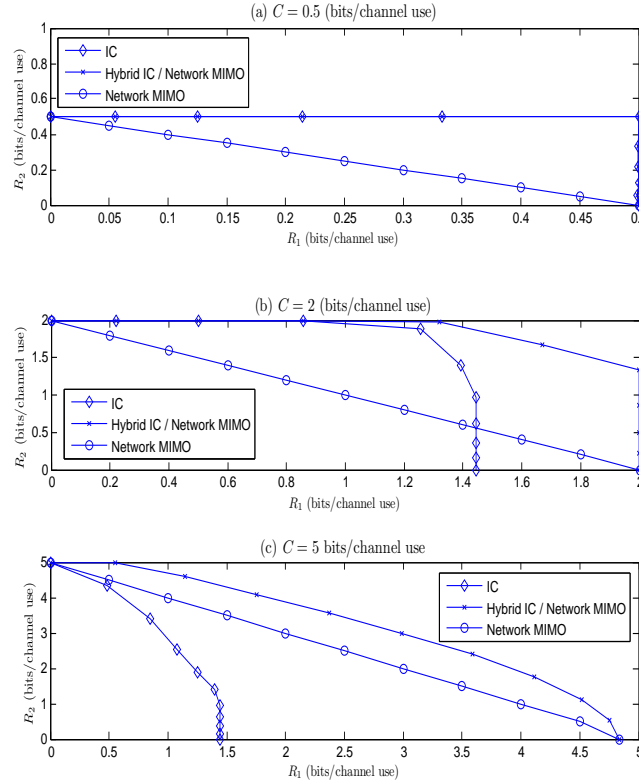 (a) C = 0.5 (bits/channel use)
1
0.8
0.6
0.4
0.2
0
R2 (bits/channel use)
IC
Hybrid IC / Network MIMO
Network MIMO
0 0.05 0.1 0.15 0.2 0.25 0.3 0.35 0.4 0.45 0.5
R1 (bits/channel use)
(b) C = 2 (bits/channel use)
2
1.5
1
0.5
0
R2 (bits/channel use)
IC
Hybrid IC / Network MIMO
Network MIMO
0 0.2 0.4 0.6 0.8 1 1.2 1.4 1.6 1.8 2
R1 (bits/channel use)
(c) C = 5 bits/channel use
5
4
3
2
1
0
R2 (bits/channel use)
IC
Hybrid IC / Network MIMO
Network MIMO
0 0.5 1 1.5 2 2.5 3 3.5 4 4.5 5
R1 (bits/channel use)